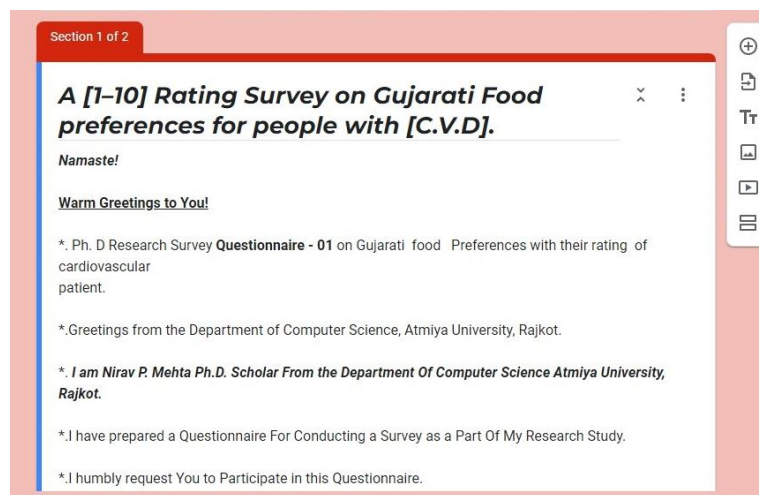 Section 1 of 2
A [1–10] Rating Survey on Gujarati Food
preferences for people with [C.V.D].
Namaste!
Warm Greetings to You!
*. Ph. D Research Survey Questionnaire - 01 on Gujarati food Preferences with their rating of
cardiovascular
patient.
*.Greetings from the Department of Computer Science, Atmiya University, Rajkot.
*. I am Nirav P. Mehta Ph.D. Scholar From the Department Of Computer Science Atmiya University,
Rajkot.
*.I have prepared a Questionnaire For Conducting a Survey as a Part Of My Research Study.
*.I humbly request You to Participate in this Questionnaire.
Tт